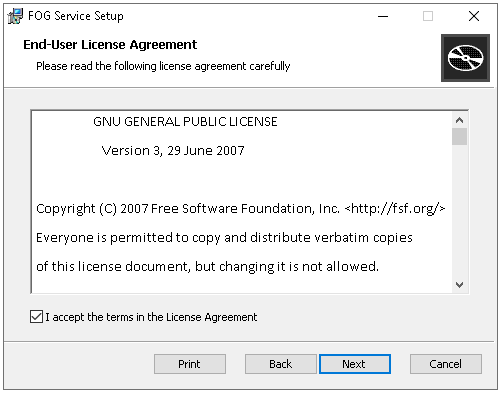 FOG Service Setup
End-User License Agreement
Please read the following license agreement carefully
GNU GENERAL PUBLIC LICENSE
Version 3, 29 June 2007
Copyright (C) 2007 Free Software Foundation, Inc. <http://fsf.org/>
Everyone is permitted to copy and distribute verbatim copies
of this license document, but changing it is not allowed.
I accept the terms in the License Agreement
Print Back Next Cancel